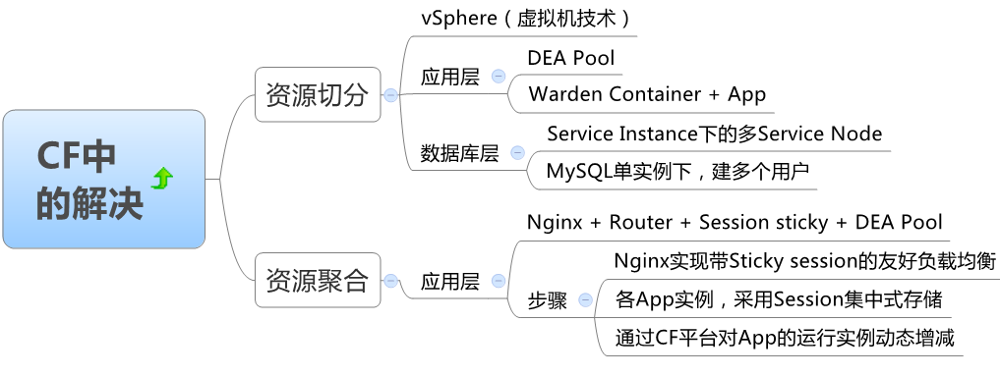 CF中
的解决
资源切分
vSphere（虚拟机技术）
应用层
DEA Pool
Warden Container + App
数据库层
Service Instance下的多Service Node
MySQL单实例下，建多个用户
资源聚合
应用层
Nginx + Router + Session sticky + DEA Pool
步骤
Nginx实现带Sticky session的友好负载均衡
各App实例，采用Session集中式存储
通过CF平台对App的运行实例动态增减